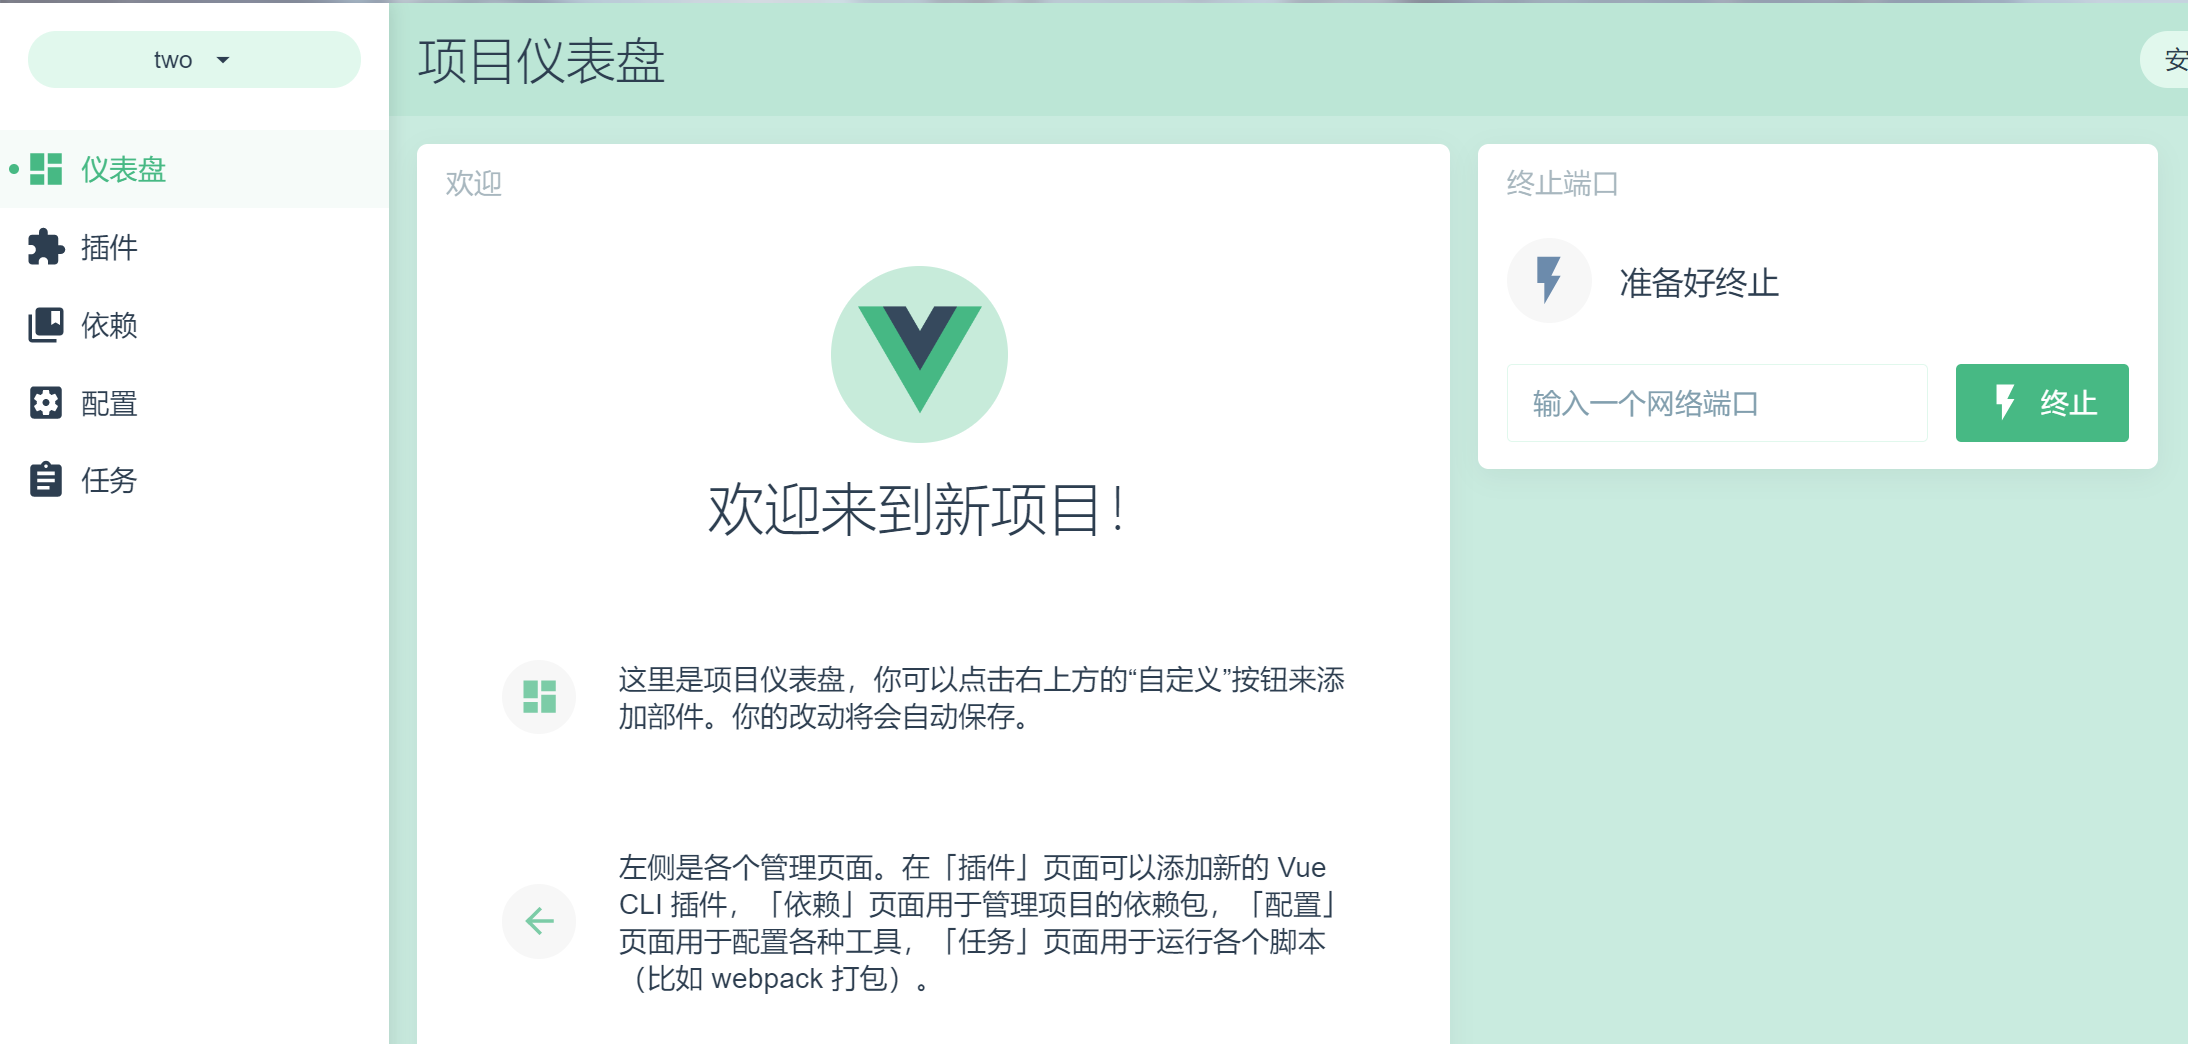 two
项目仪表盘
安
仪表盘
插件
依赖
配置
任务
欢迎
欢迎来到新项目！
这里是项目仪表盘，你可以点击右上方的“自定义”按钮来添
加部件。你的改动将会自动保存。
左侧是各个管理页面。在「插件」页面可以添加新的 Vue
CLI 插件，「依赖」页面用于管理项目的依赖包，「配置」
页面用于配置各种工具，「任务」页面用于运行各个脚本
（比如 webpack 打包）。
终止端口
准备好终止
输入一个网络端口
终止